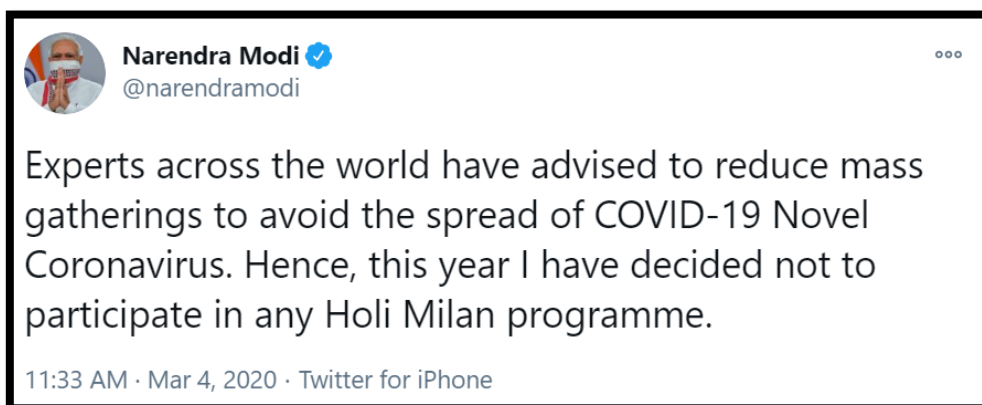 Narendra Modi
@narendramodi
Experts across the world have advised to reduce mass
gatherings to avoid the spread of COVID-19 Novel
Coronavirus. Hence, this year I have decided not to
participate in any Holi Milan programme.
11:33 AM · Mar 4, 2020 · Twitter for iPhone